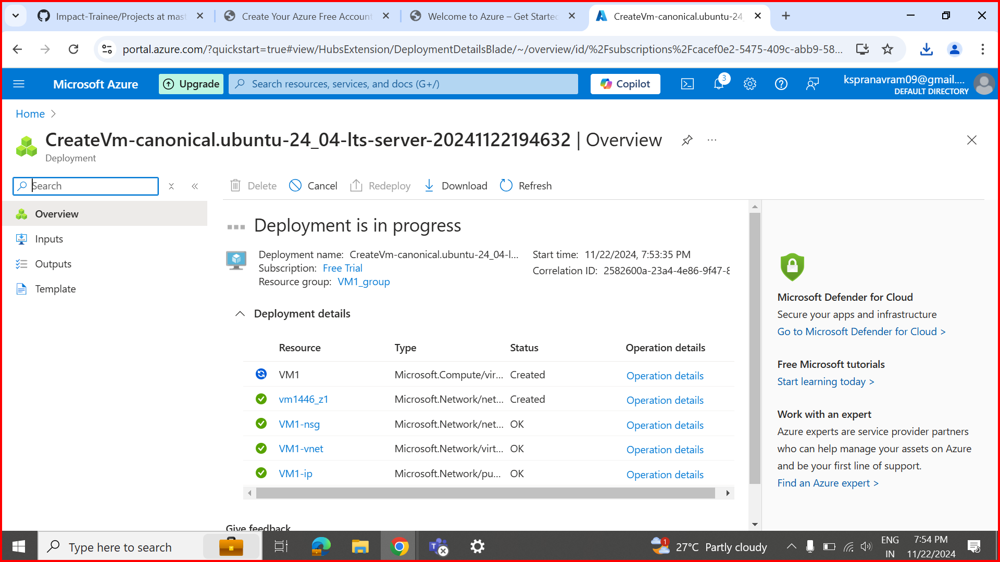 Impact-Trainee/Projects at mast
Create Your Azure Free Account
Welcome to Azure – Get Started
CreateVm-canonical.ubuntu-24_
portal.azure.com/?quickstart=true#view/HubsExtension/DeploymentDetailsBlade/~/overview/id/%2Fsubscriptions%2Fcacef0e2-5475-409c-abb9-58...
Microsoft Azure
Upgrade
Search resources, services, and docs (G+/)
Copilot
3
kspranavram09@gmail....
DEFAULT DIRECTORY
Home
CreateVm-canonical.ubuntu-24_04-lts-server-20241122194632 | Overview
Deployment
Search
Delete
Cancel
Redeploy
Download
Refresh
Overview
Inputs
Outputs
Template
Deployment is in progress
Deployment name: CreateVm-canonical.ubuntu-24_04-l...
Subscription: Free Trial
Resource group: VM1_group
Start time: 11/22/2024, 7:53:35 PM
Correlation ID: 2582600a-23a4-4e86-9f47-8
Deployment details
Resource Type Status Operation details
VM1 Microsoft.Compute/vir... Created Operation details
vm1446_z1 Microsoft.Network/net... Created Operation details
VM1-nsg Microsoft.Network/net... OK Operation details
VM1-vnet Microsoft.Network/virt... OK Operation details
VM1-ip Microsoft.Network/pu... OK Operation details
Give feedback
Microsoft Defender for Cloud
Secure your apps and infrastructure
Go to Microsoft Defender for Cloud >
Free Microsoft tutorials
Start learning today >
Work with an expert
Azure experts are service provider partners
who can help manage your assets on Azure
and be your first line of support.
Find an Azure expert >
Type here to search
1
27°C Partly cloudy
ENG
IN
7:54 PM
11/22/2024